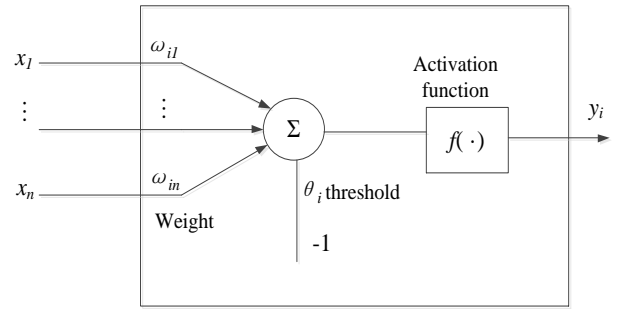 x1
ωi1
Activation
function
yi
⋮
⋮
Σ
f( · )
xn
ωin
θi threshold
Weight
-1